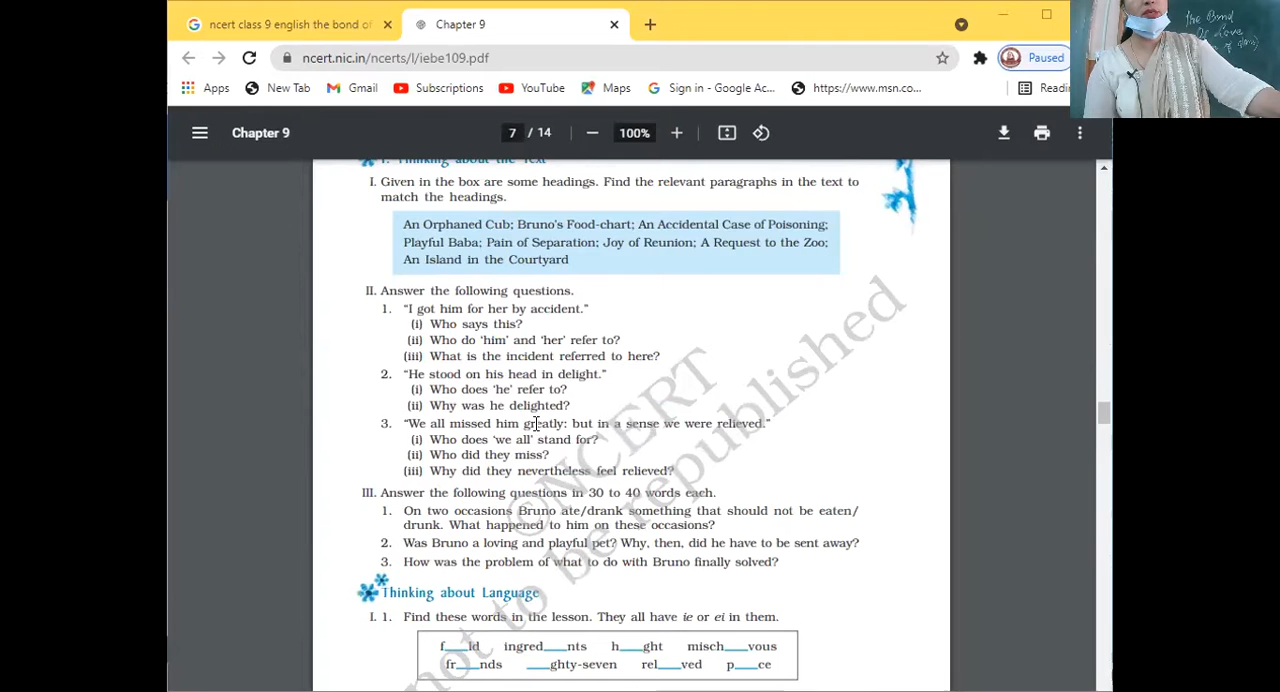 ncert class 9 english the bond of
Chapter 9
ncert.nic.in/ncerts/l/iebe109.pdf
Paused
Apps
New Tab
Gmail
Subscriptions
YouTube
Maps
Sign in - Google Ac...
https://www.msn.co...
Readin
the Bond
Of Love
Chapter 9
7 / 14
100%
I. Thinking about the Text
I. Given in the box are some headings. Find the relevant paragraphs in the text to
match the headings.
An Orphaned Cub; Bruno's Food-chart; An Accidental Case of Poisoning;
Playful Baba; Pain of Separation; Joy of Reunion; A Request to the Zoo;
An Island in the Courtyard
II. Answer the following questions.
1. "I got him for her by accident."
(i) Who says this?
(ii) Who do 'him' and 'her' refer to?
(iii) What is the incident referred to here?
2. "He stood on his head in delight."
(i) Who does 'he' refer to?
(ii) Why was he delighted?
3. "We all missed him greatly: but in a sense we were relieved."
(i) Who does 'we all' stand for?
(ii) Who did they miss?
(iii) Why did they nevertheless feel relieved?
III. Answer the following questions in 30 to 40 words each.
1. On two occasions Bruno ate/drank something that should not be eaten/
drunk. What happened to him on these occasions?
2. Was Bruno a loving and playful pet? Why, then, did he have to be sent away?
3. How was the problem of what to do with Bruno finally solved?
Thinking about Language
I. 1. Find these words in the lesson. They all have ie or ei in them.
f___ld ingred___nts h___ght misch___vous
fr___nds ___ghty-seven rel___ved p___ce
©NCERT
not to be republished